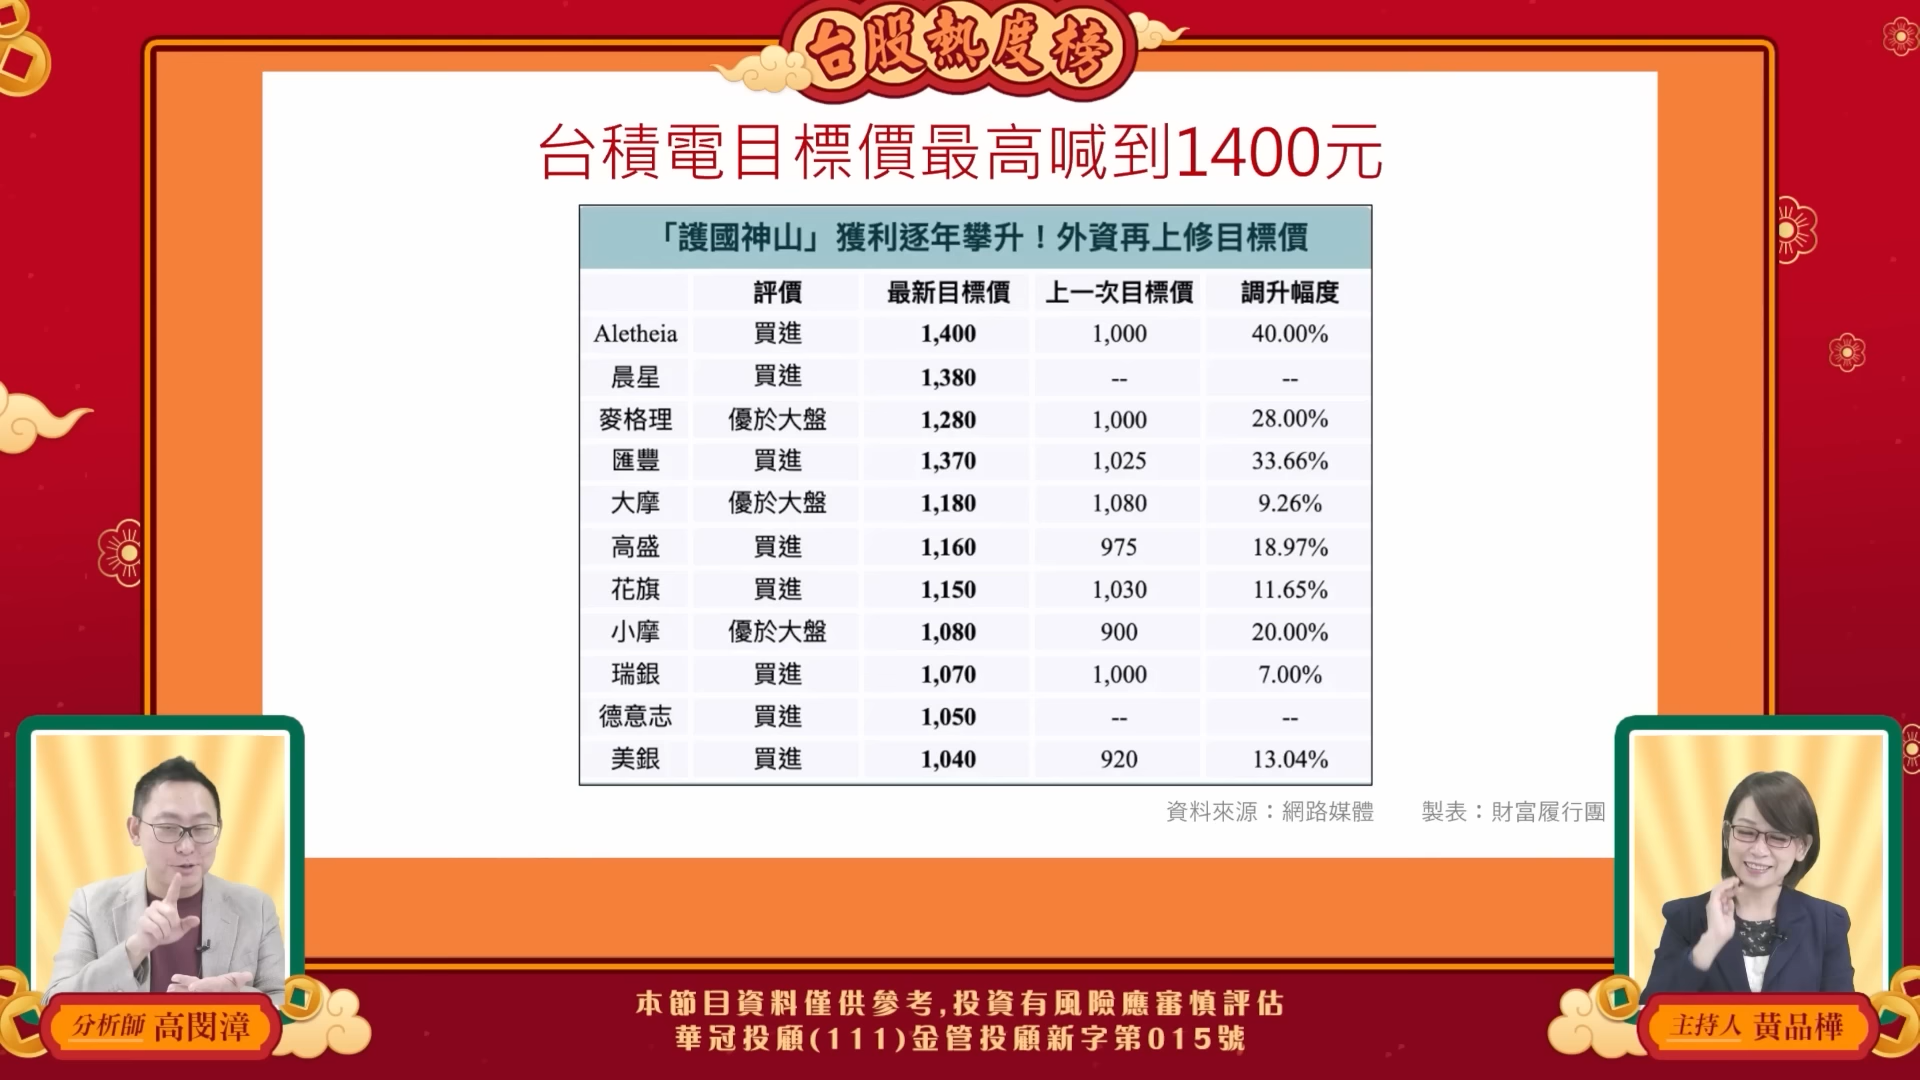 台股熱度榜
台積電目標價最高喊到1400元
「護國神山」獲利逐年攀升！外資再上修目標價
評價 最新目標價 上一次目標價 調升幅度
Aletheia 買進 1,400 1,000 40.00%
晨星 買進 1,380 -- --
麥格理 優於大盤 1,280 1,000 28.00%
匯豐 買進 1,370 1,025 33.66%
大摩 優於大盤 1,180 1,080 9.26%
高盛 買進 1,160 975 18.97%
花旗 買進 1,150 1,030 11.65%
小摩 優於大盤 1,080 900 20.00%
瑞銀 買進 1,070 1,000 7.00%
德意志 買進 1,050 -- --
美銀 買進 1,040 920 13.04%
資料來源：網路媒體 製表：財富履行團
分析師 高閔漳
本節目資料僅供參考,投資有風險應審慎評估
華冠投顧(111)金管投顧新字第015號
主持人 黃品樺